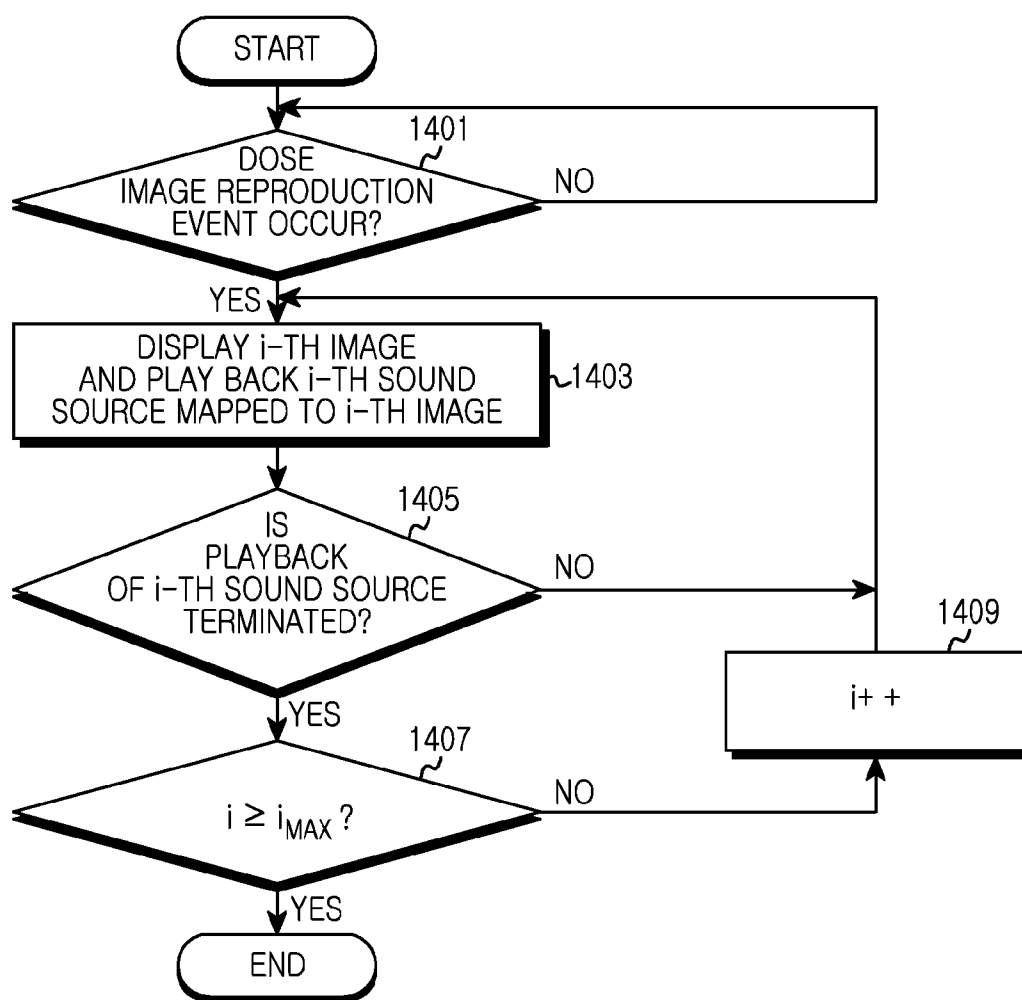 START
1401
DOSE
IMAGE REPRODUCTION
EVENT OCCUR?
NO
YES
DISPLAY i-TH IMAGE
AND PLAY BACK i-TH SOUND
SOURCE MAPPED TO i-TH IMAGE
1403
1405
IS
PLAYBACK
OF i-TH SOUND SOURCE
TERMINATED?
NO
1409
i+ +
YES
1407
i ≥ iMAX ?
NO
YES
END